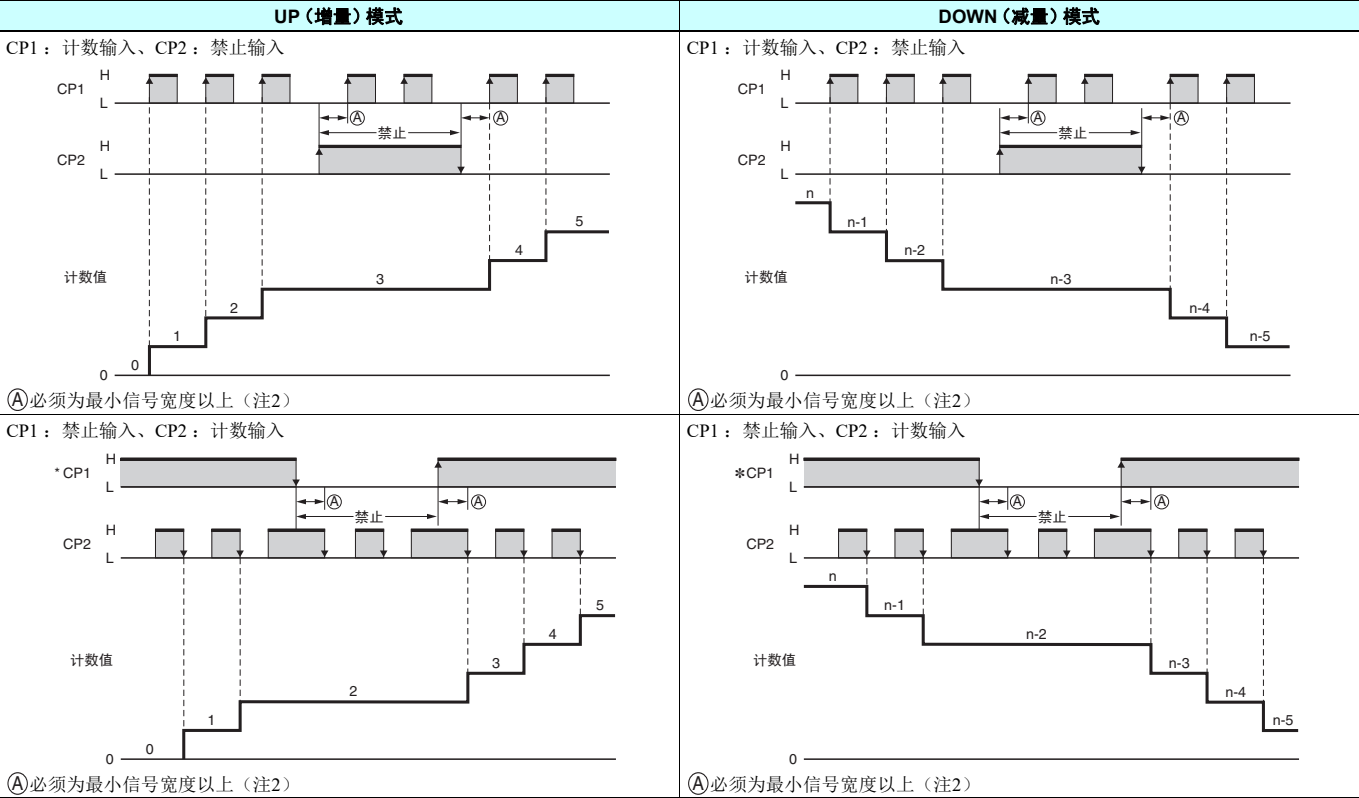 UP（增量）模式
DOWN（减量）模式
CP1：计数输入、CP2：禁止输入
H
CP1
L
Ⓐ
Ⓐ
禁止
H
CP2
L
5
4
3
计数值
2
1
0
0
Ⓐ必须为最小信号宽度以上（注2）
CP1：计数输入、CP2：禁止输入
H
CP1
L
Ⓐ
Ⓐ
禁止
H
CP2
L
n
n-1
n-2
计数值
n-3
n-4
n-5
0
Ⓐ必须为最小信号宽度以上（注2）
CP1：禁止输入、CP2：计数输入
H
*CP1
L
Ⓐ
Ⓐ
禁止
H
CP2
L
5
4
3
计数值
2
1
0
0
Ⓐ必须为最小信号宽度以上（注2）
CP1：禁止输入、CP2：计数输入
H
✻CP1
L
Ⓐ
Ⓐ
禁止
H
CP2
L
n
n-1
n-2
计数值
n-3
n-4
n-5
0
Ⓐ必须为最小信号宽度以上（注2）